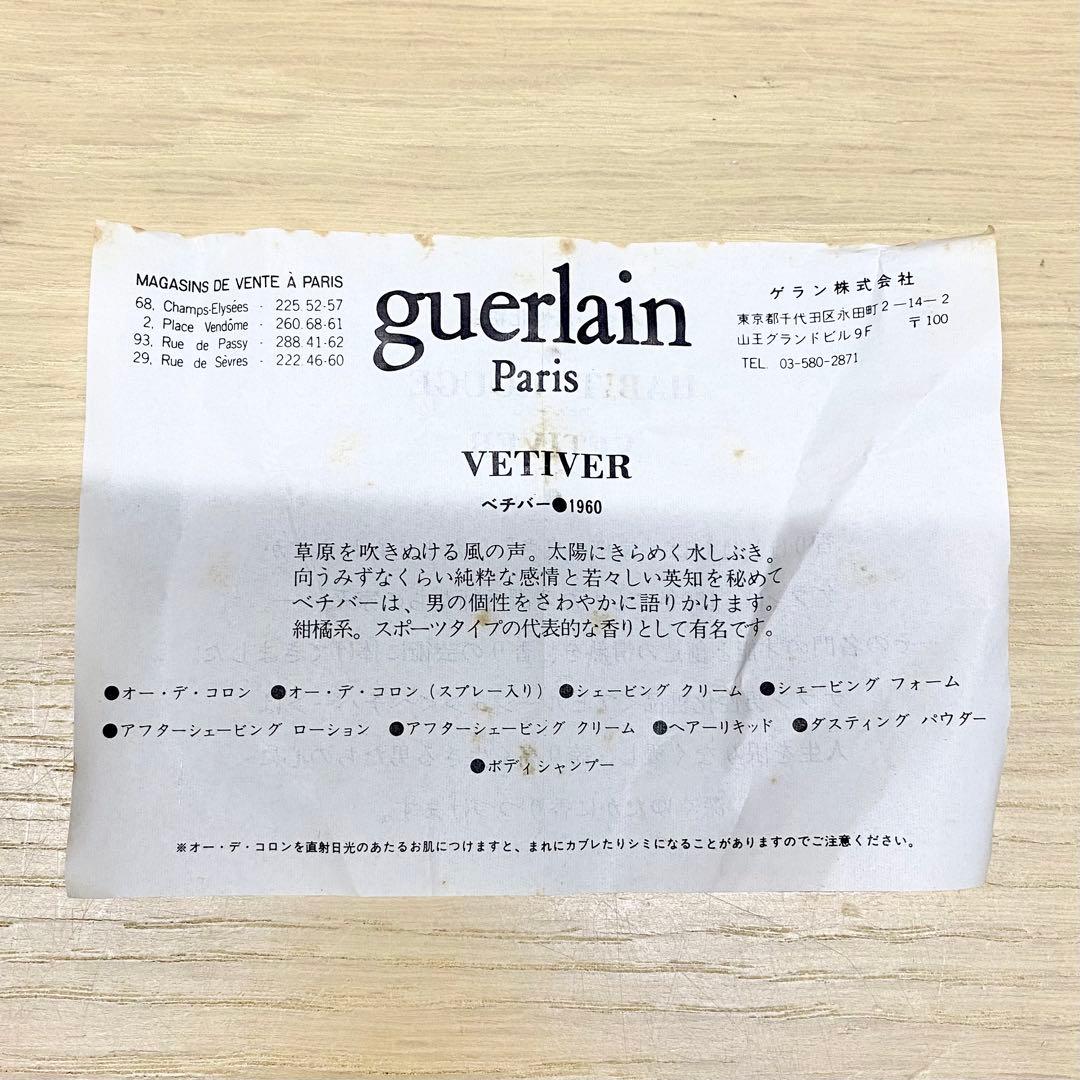 MAGASINS DE VENTE À PARIS
68, Champs-Elysées - 225.52-57
2, Place Vendôme - 260.68-61
93, Rue de Passy - 288.41-62
29, Rue de Sèvres - 222.46-60
guerlain
Paris
ゲラン株式会社
東京都千代田区永田町2-14-2
山王グランドビル9F 〒100
TEL. 03-580-2871
VETIVER
ベチバー●1960
草原を吹きぬける風の声。太陽にきらめく水しぶき。
向うみずなくらい純粋な感情と若々しい英知を秘めて
ベチバーは、男の個性をさわやかに語りかけます。
紺橘系。スポーツタイプの代表的な香りとして有名です。
●オー・デ・コロン ●オー・デ・コロン(スプレー入り) ●シェービング クリーム ●シェービング フォーム
●アフターシェービング ローション ●アフターシェービング クリーム ●ヘアーリキッド ●ダスティング パウダー
●ボディシャンプー
※オー・デ・コロンを直射日光のあたるお肌につけますと、まれにカブレたりシミになることがありますのでご注意ください。